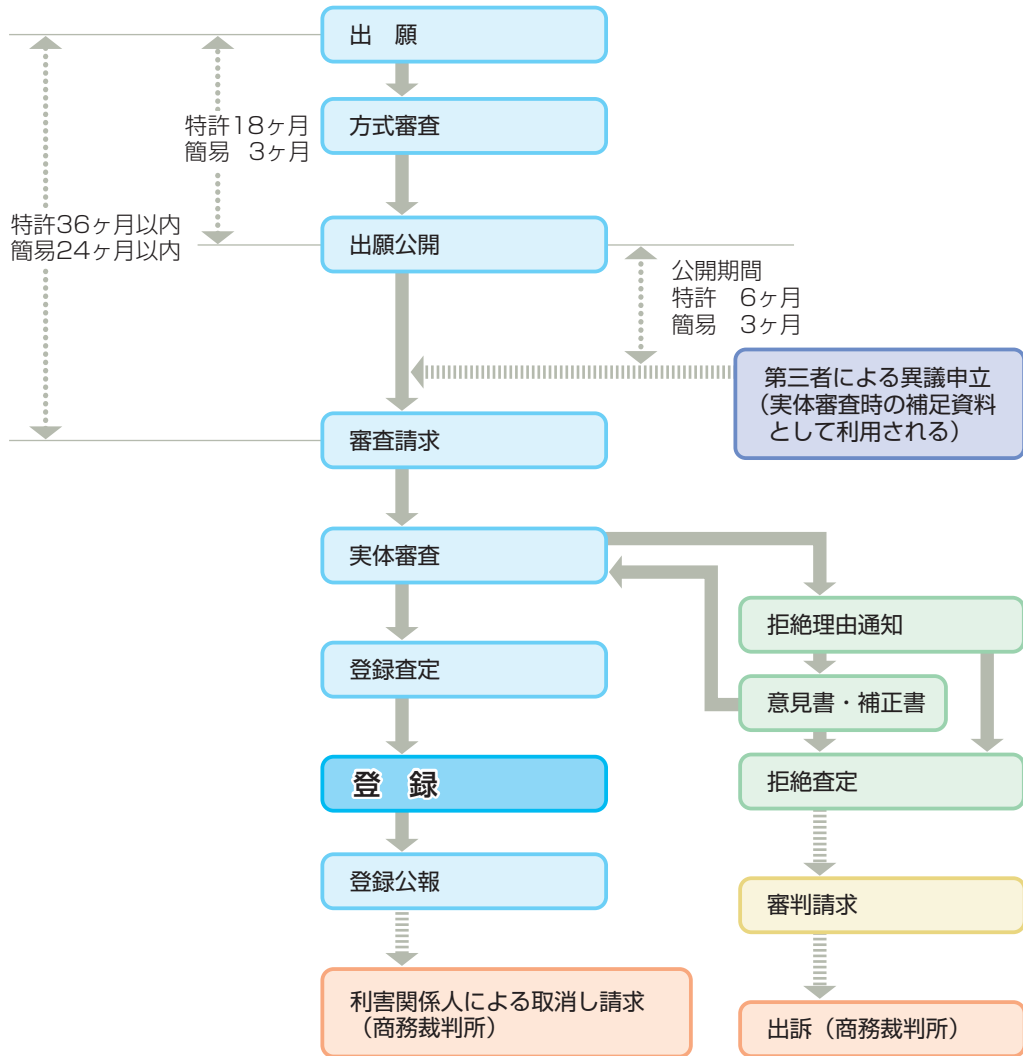 出　願
方式審査
特許18ヶ月
簡易　3ヶ月
特許36ヶ月以内
簡易24ヶ月以内
出願公開
公開期間
特許　6ヶ月
簡易　3ヶ月
第三者による異議申立
（実体審査時の補足資料
として利用される）
審査請求
実体審査
拒絶理由通知
登録査定
意見書・補正書
登　録
拒絶査定
登録公報
審判請求
利害関係人による取消し請求
（商務裁判所）
出訴（商務裁判所）